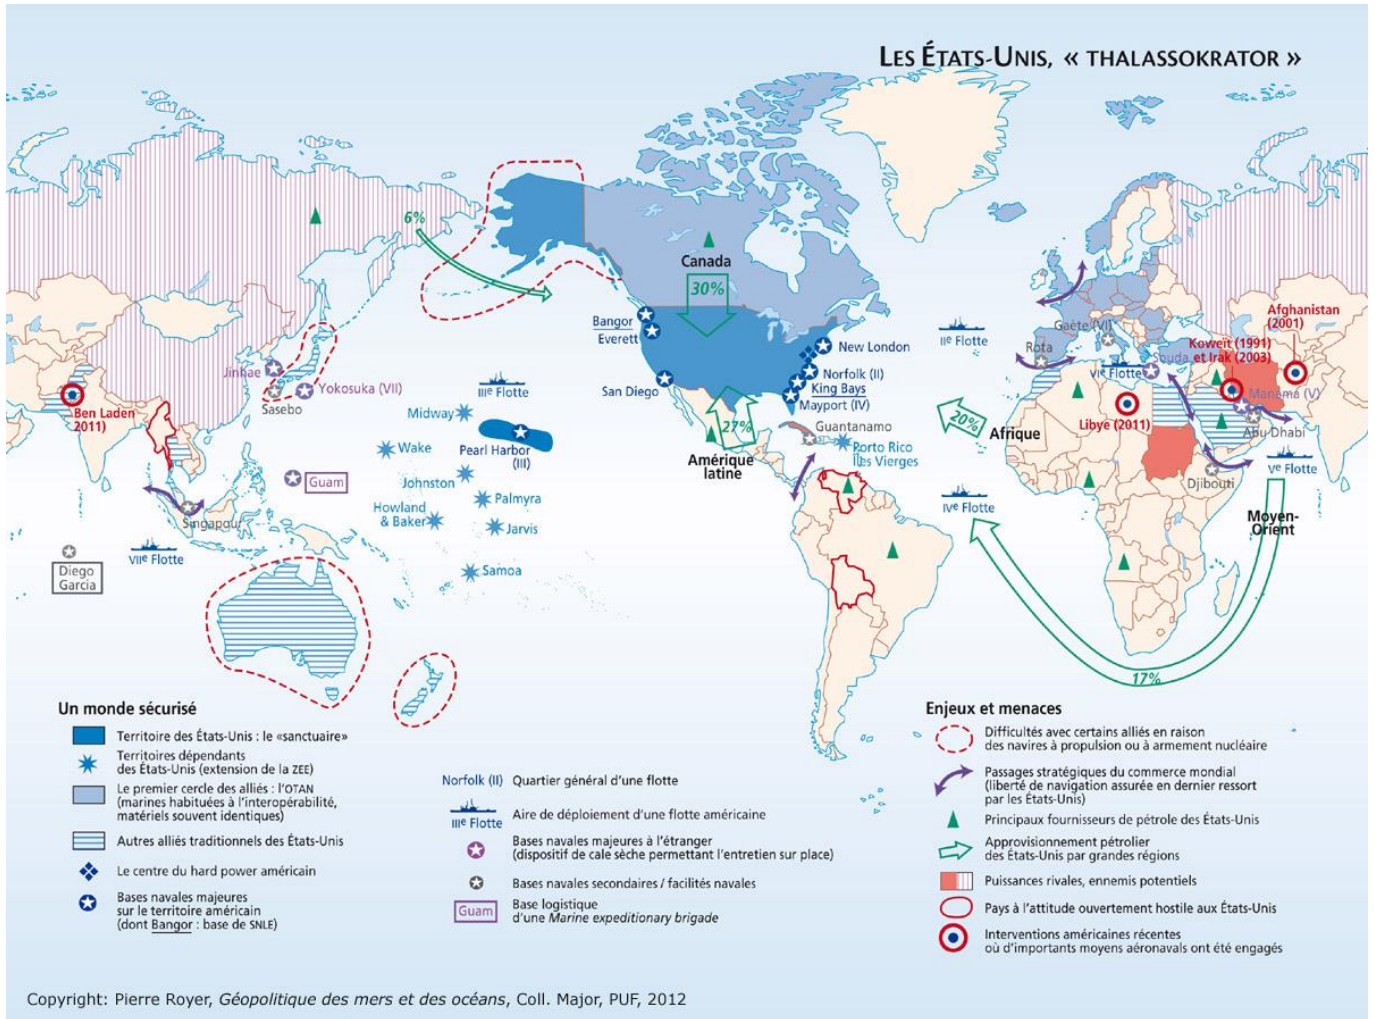 LES ÉTATS-UNIS, « THALASSOKRATOR »
6%
Canada
30%
Bangor
Everett
San Diego
New London
Norfolk (II)
King Bays
Mayport (IV)
27%
Amérique
latine
Guantanamo
Porto Rico
Îles Vierges
IIe Flotte
IVe Flotte
20%
Afrique
Rota
Gaète (VI)
Souda
VIe Flotte
Libye (2011)
Koweït (1991)
et Irak (2003)
Afghanistan
(2001)
Manema (V)
Abu Dhabi
Djibouti
Ve Flotte
Moyen-
Orient
17%
Jinhae
Sasebo
Yokosuka (VII)
Ben Laden
2011)
IIIe Flotte
Midway
Wake
Pearl Harbor
(III)
Johnston
Guam
Palmyra
Howland
& Baker
Jarvis
Samoa
Singapour
VIIe Flotte
Diego
Garcia
Un monde sécurisé
Territoire des États-Unis : le «sanctuaire»
Territoires dépendants
des États-Unis (extension de la ZEE)
Le premier cercle des alliés : l'OTAN
(marines habituées à l'interopérabilité,
matériels souvent identiques)
Autres alliés traditionnels des États-Unis
Le centre du hard power américain
Bases navales majeures
sur le territoire américain
(dont Bangor : base de SNLE)
Norfolk (II) Quartier général d'une flotte
IIIe Flotte Aire de déploiement d'une flotte américaine
Bases navales majeures à l'étranger
(dispositif de cale sèche permettant l'entretien sur place)
Bases navales secondaires / facilités navales
Guam Base logistique
d'une Marine expeditionary brigade
Enjeux et menaces
Difficultés avec certains alliés en raison
des navires à propulsion ou à armement nucléaire
Passages stratégiques du commerce mondial
(liberté de navigation assurée en dernier ressort
par les États-Unis)
Principaux fournisseurs de pétrole des États-Unis
Approvisionnement pétrolier
des États-Unis par grandes régions
Puissances rivales, ennemis potentiels
Pays à l'attitude ouvertement hostile aux États-Unis
Interventions américaines récentes
où d'importants moyens aéronavals ont été engagés
Copyright: Pierre Royer, Géopolitique des mers et des océans, Coll. Major, PUF, 2012